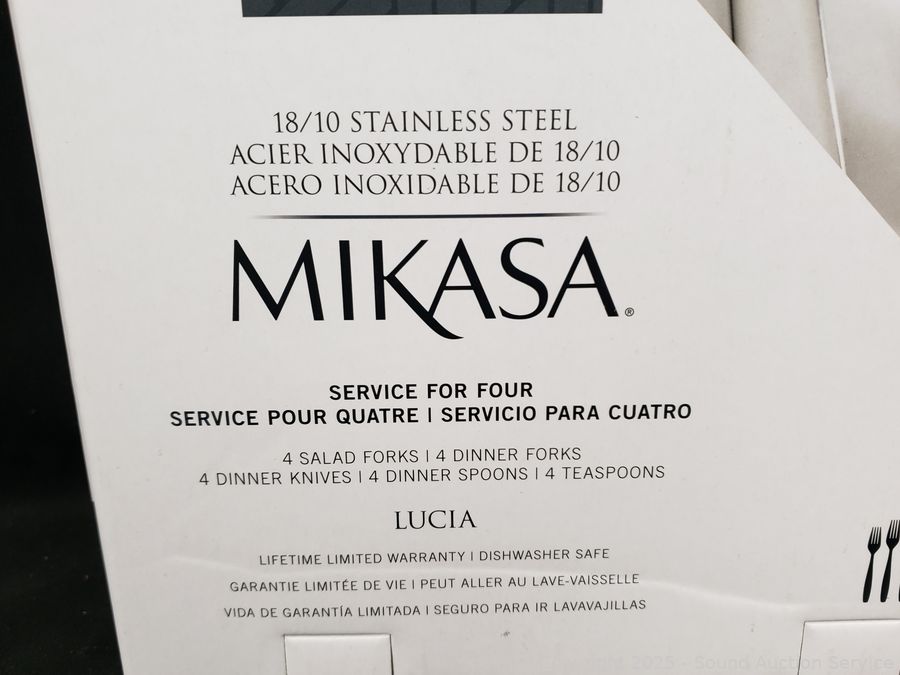 18/10 STAINLESS STEEL
ACIER INOXYDABLE DE 18/10
ACERO INOXIDABLE DE 18/10
MIKASA®
SERVICE FOR FOUR
SERVICE POUR QUATRE | SERVICIO PARA CUATRO
4 SALAD FORKS | 4 DINNER FORKS
4 DINNER KNIVES | 4 DINNER SPOONS | 4 TEASPOONS
LUCIA
LIFETIME LIMITED WARRANTY | DISHWASHER SAFE
GARANTIE LIMITÉE DE VIE | PEUT ALLER AU LAVE-VAISSELLE
VIDA DE GARANTÍA LIMITADA | SEGURO PARA IR LAVAVAJILLAS
Copyright 2025 - Sound Auction Service